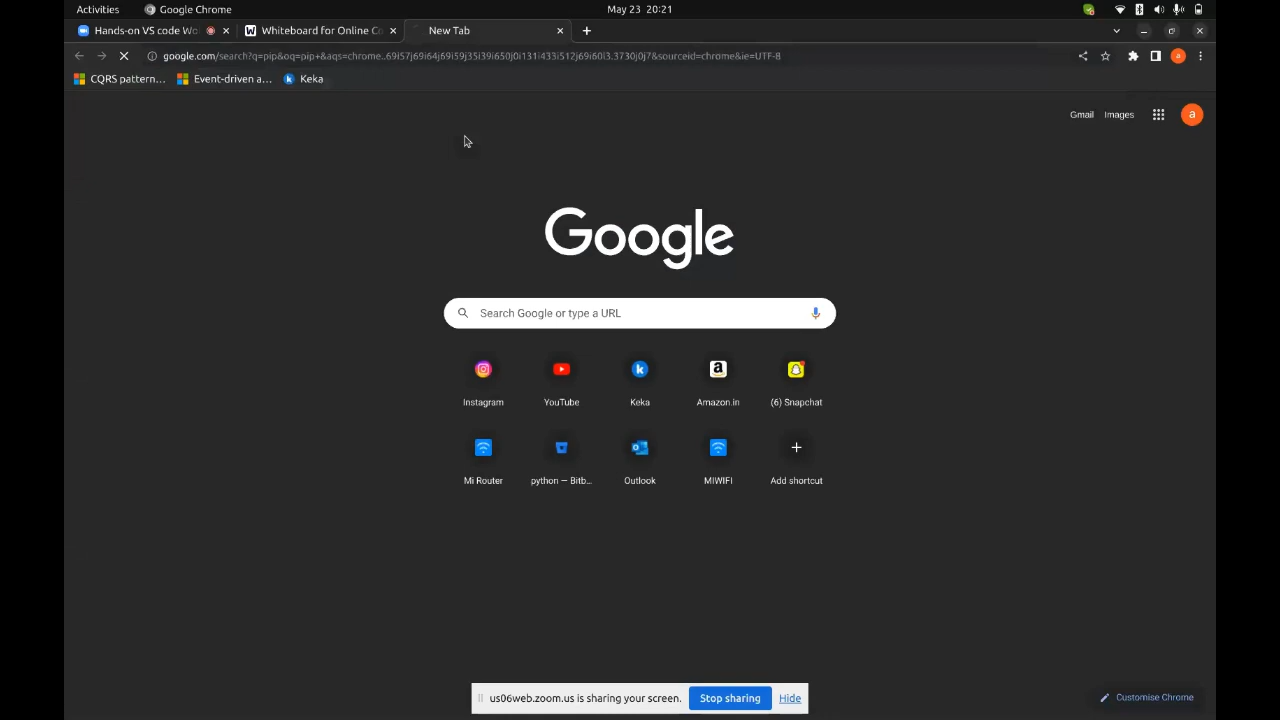 Activities
Google Chrome
May 23 20:21
Hands-on VS code Wo
Whiteboard for Online Co
New Tab
google.com/search?q=pip&oq=pip+&aqs=chrome..69i57j69i64j69i59j35i39i650j0i131i433i512j69i60l3.3730j0j7&sourceid=chrome&ie=UTF-8
a
CQRS pattern...
Event-driven a...
Keka
Gmail
Images
a
Google
Search Google or type a URL
Instagram
YouTube
Keka
Amazon.in
(6) Snapchat
Mi Router
python — Bitb...
Outlook
MIWIFI
Add shortcut
us06web.zoom.us is sharing your screen.
Stop sharing
Hide
Customise Chrome